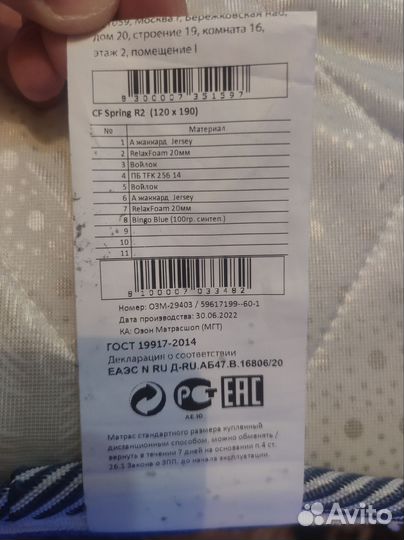 Москва г, Бережковская наб,
дом 20, строение 19, комната 16,
этаж 2, помещение I
8 300007 351597
CF Spring R2 (120 x 190)
№ Материал
1 А жаккард Jersey
2 RelaxFoam 20мм
3 Войлок
4 ПБ TFK 256 14
5 Войлок
6 А жаккард Jersey
7 RelaxFoam 20мм
8 Bingo Blue (100гр. синтеп.)
9
10
11
8 100007 033482
Номер: ОЗМ-29403 / 59617199--60-1
Дата производства: 30.06.2022
КА: Озон Матрасшоп (МГТ)
ГОСТ 19917-2014
Декларация о соответствии
ЕАЭС N RU Д-RU.АБ47.В.16806/20
РСТ EAC
Матрас стандартного размера купленный
дистанционным способом, можно обменять /
вернуть в течении 7 дней на основании п.4 ст.
26.1 Закона о ЗПП, до начала эксплуатации.
Avito